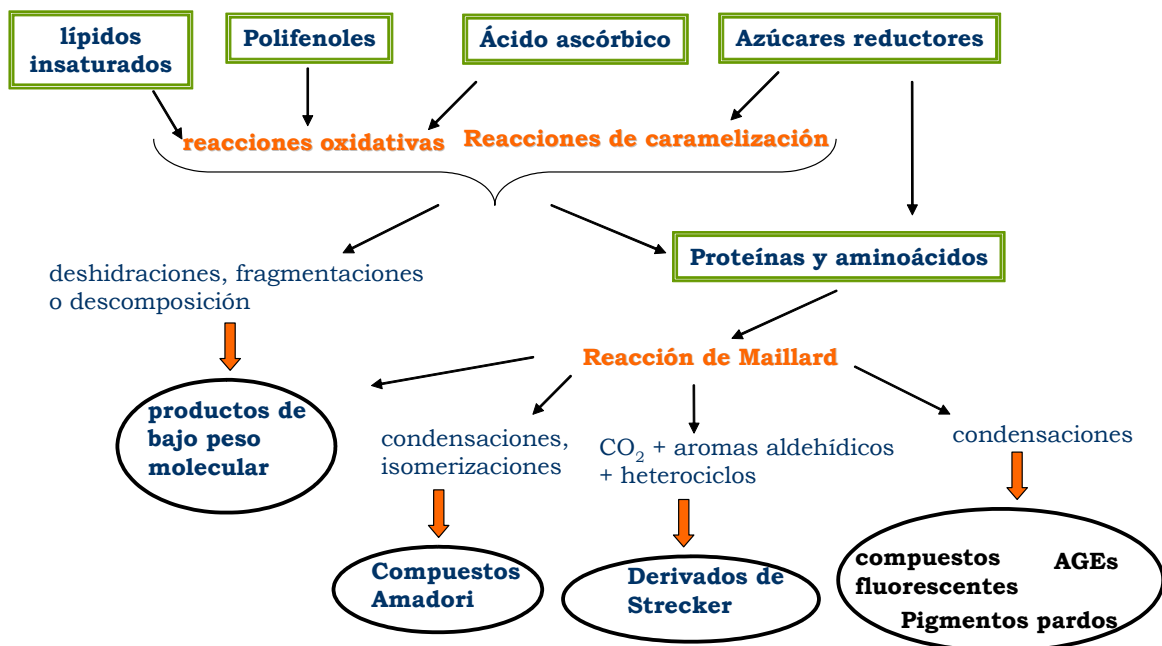 lípidos
insaturados
Polifenoles
Ácido ascórbico
Azúcares reductores
reacciones oxidativas
Reacciones de caramelización
deshidraciones, fragmentaciones
o descomposición
Proteínas y aminoácidos
Reacción de Maillard
productos de
bajo peso
molecular
condensaciones,
isomerizaciones
CO₂ + aromas aldehídicos
+ heterociclos
condensaciones
Compuestos
Amadori
Derivados de
Strecker
compuestos
fluorescentes
AGEs
Pigmentos pardos